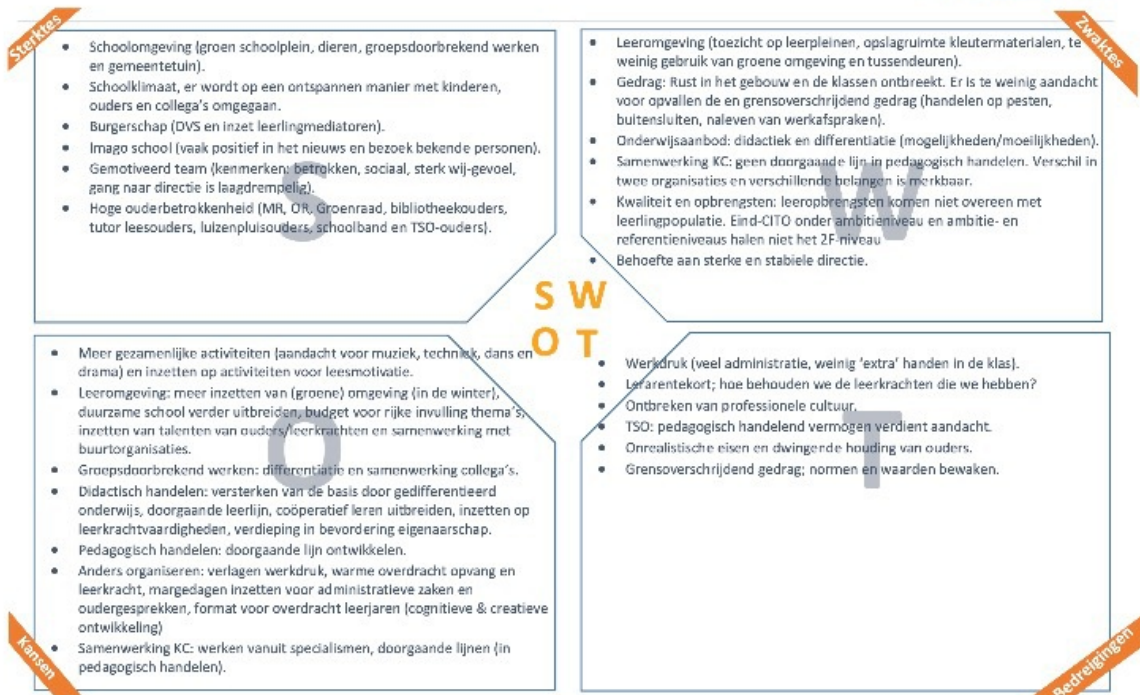 Sterktes
• Schoolomgeving (groen schoolplein, dieren, groepsdoorbrekend werken
en gemeentetuin).
• Schoolklimaat, er wordt op een ontspannen manier met kinderen,
ouders en collega's omgegaan.
• Burgerschap (DVS en inzet leerlingmediatoren).
• Imago school (vaak positief in het nieuws en bezoek bekende personen).
• Gemotiveerd team (kenmerken: betrokken, sociaal, sterk wij-gevoel,
gang naar directie is laagdrempelig).
• Hoge ouderbetrokkenheid (MR, OR, Groenraad, bibliotheekouders,
tutor leesouders, luizenpluisouders, schoolband en TSO-ouders).
S
Zwaktes
• Leeromgeving (toezicht op leerpleinen, opslagruimte kleutermaterialen, te
weinig gebruik van groene omgeving en tussendeuren).
• Gedrag: Rust in het gebouw en de klassen ontbreekt. Er is te weinig aandacht
voor opvallen de en grensoverschrijdend gedrag (handelen op pesten,
buitensluiten, naleven van werkafspraken).
• Onderwijsaanbod: didactiek en differentiatie (mogelijkheden/moeilijkheden).
• Samenwerking KC: geen doorgaande lijn in pedagogisch handelen. Verschil in
twee organisaties en verschillende belangen is merkbaar.
• Kwaliteit en opbrengsten: leeropbrengsten komen niet overeen met
leerlingpopulatie. Eind-CITO onder ambitieniveau en ambitie- en
referentieniveaus halen niet het 2F-niveau
• Behoefte aan sterke en stabiele directie.
W
S W
O T
• Meer gezamenlijke activiteiten (aandacht voor muziek, techniek, dans en
drama) en inzetten op activiteiten voor leesmotivatie.
• Leeromgeving: meer inzetten van (groene) omgeving (in de winter),
duurzame school verder uitbreiden, budget voor rijke invulling thema's,
inzetten van talenten van ouders/leerkrachten en samenwerking met
buurtorganisaties.
• Groepsdoorbrekend werken: differentiatie en samenwerking collega's.
• Didactisch handelen: versterken van de basis door gedifferentieerd
onderwijs, doorgaande leerlijn, coöperatief leren uitbreiden, inzetten op
leerkrachtvaardigheden, verdieping in bevordering eigenaarschap.
• Pedagogisch handelen: doorgaande lijn ontwikkelen.
• Anders organiseren: verlagen werkdruk, warme overdracht opvang en
leerkracht, margedagen inzetten voor administratieve zaken en
oudergesprekken, format voor overdracht leerjaren (cognitieve & creatieve
ontwikkeling)
• Samenwerking KC: werken vanuit specialismen, doorgaande lijnen (in
pedagogisch handelen).
O
Kansen
• Werkdruk (veel administratie, weinig 'extra' handen in de klas).
• Lerarentekort; hoe behouden we de leerkrachten die we hebben?
• Ontbreken van professionele cultuur.
• TSO: pedagogisch handelend vermogen verdient aandacht.
• Onrealistische eisen en dwingende houding van ouders.
• Grensoverschrijdend gedrag; normen en waarden bewaken.
T
Bedreigingen